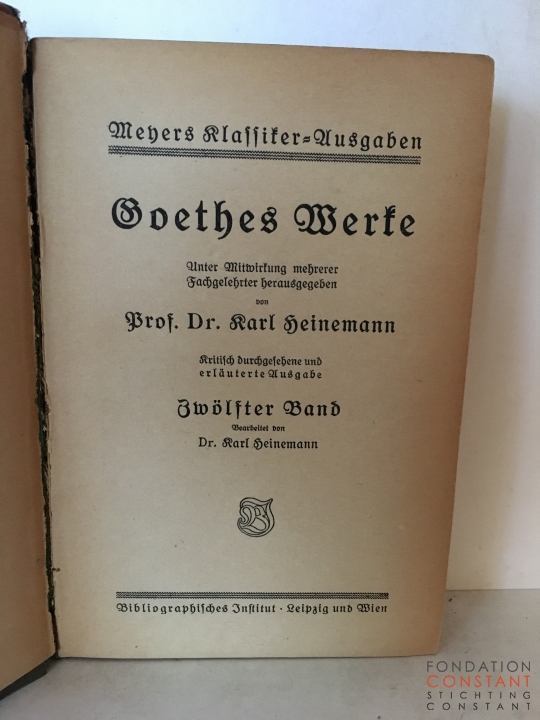 Meyers Klassiker-Ausgaben
Goethes Werke
Unter Mitwirkung mehrerer
Fachgelehrter herausgegeben
von
Prof. Dr. Karl Heinemann
Kritisch durchgesehene und
erläuterte Ausgabe
Zwölfter Band
Bearbeitet von
Dr. Karl Heinemann
BI
Bibliographisches Institut · Leipzig und Wien
FONDATION
CONSTANT
STICHTING
CONSTANT